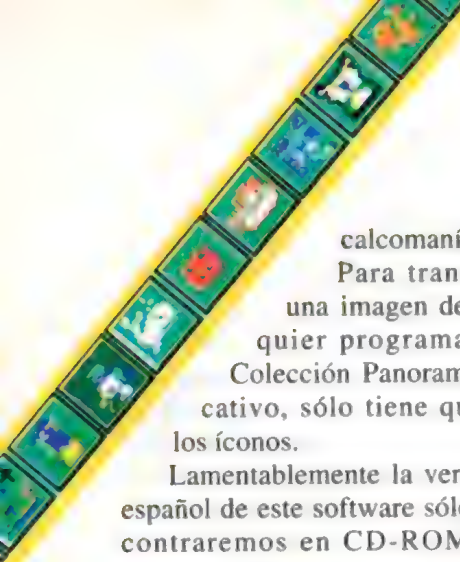 calcomaní
Para tran
una imagen de
quier programa
Colección Panoram
cativo, sólo tiene qu
los íconos.
Lamentablemente la ver
español de este software sól
contraremos en CD-ROM